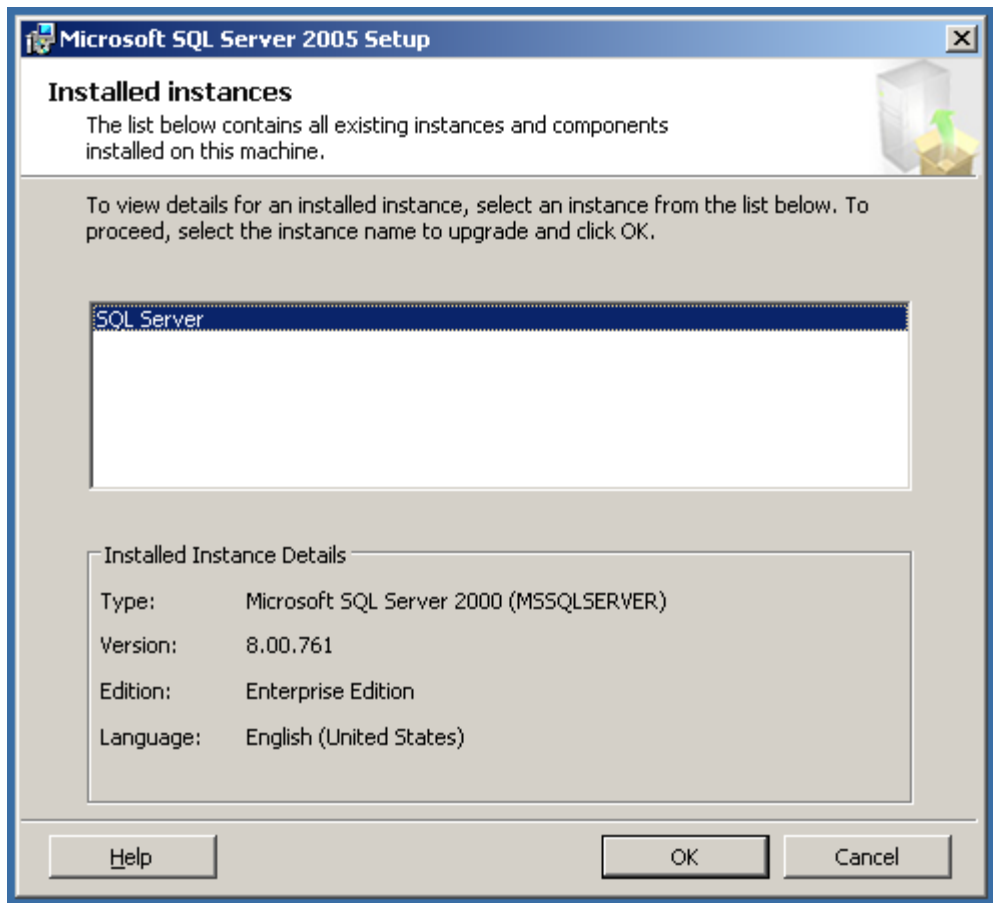 Microsoft SQL Server 2005 Setup
Installed instances
The list below contains all existing instances and components
installed on this machine.
To view details for an installed instance, select an instance from the list below. To
proceed, select the instance name to upgrade and click OK.
SQL Server
Installed Instance Details
Type: Microsoft SQL Server 2000 (MSSQLSERVER)
Version: 8.00.761
Edition: Enterprise Edition
Language: English (United States)
Help OK Cancel